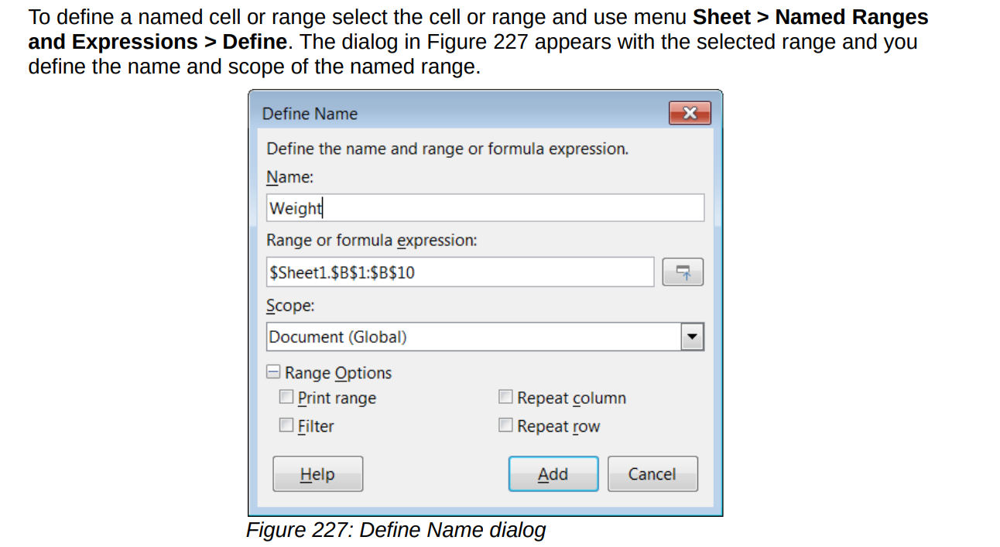 To define a named cell or range select the cell or range and use menu Sheet > Named Ranges
and Expressions > Define. The dialog in Figure 227 appears with the selected range and you
define the name and scope of the named range.
Define Name
Define the name and range or formula expression.
Name:
Weight
Range or formula expression:
$Sheet1.$B$1:$B$10
Scope:
Document (Global)
Range Options
Print range
Repeat column
Filter
Repeat row
Help
Add
Cancel
Figure 227: Define Name dialog